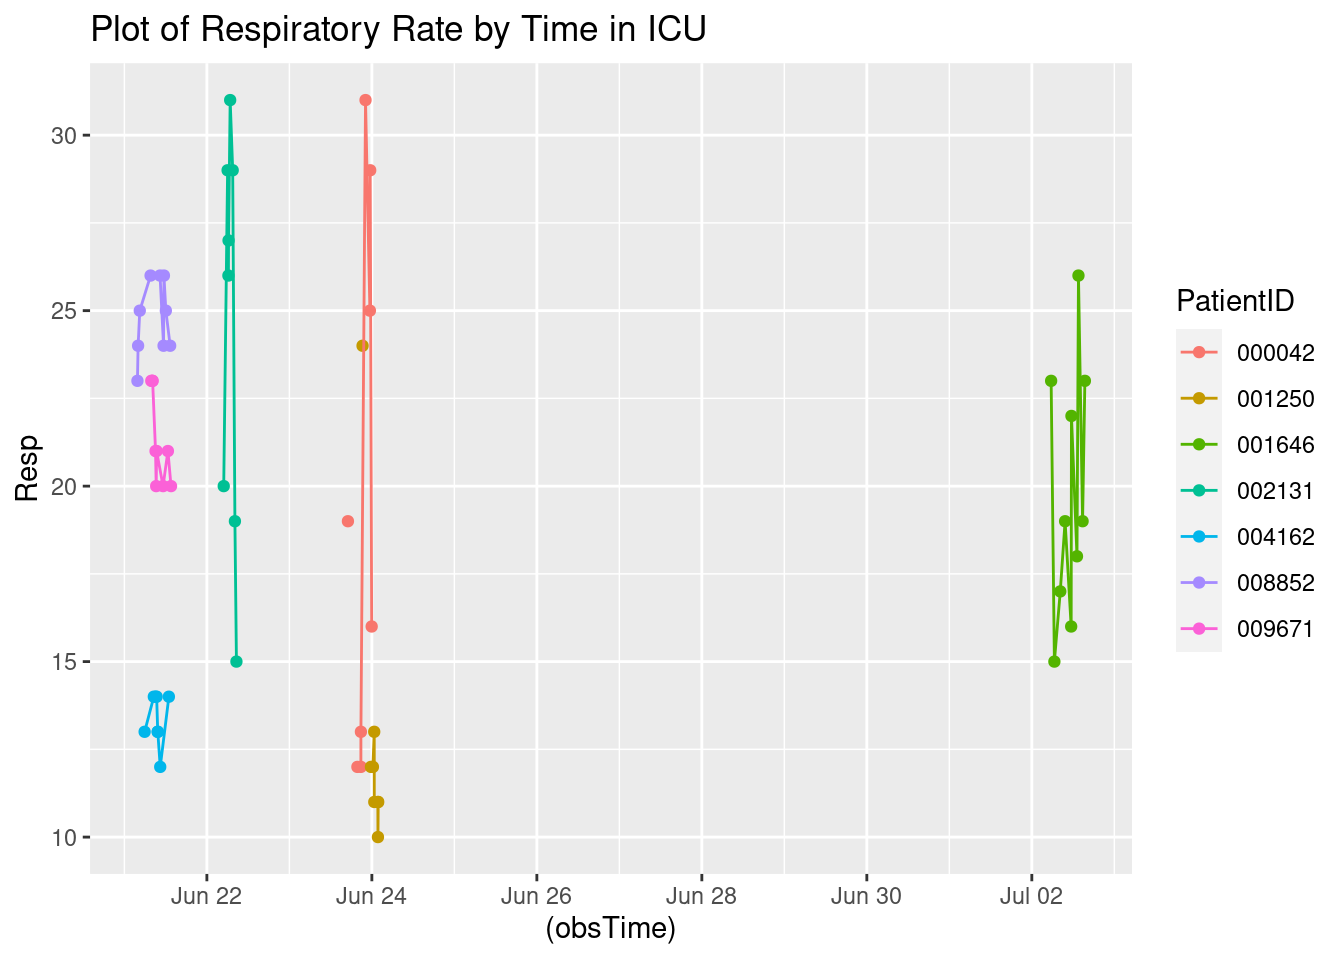 Plot of Respiratory Rate by Time in ICU
30
25
20
15
10
Resp
Jun 22 Jun 24 Jun 26 Jun 28 Jun 30 Jul 02
(obsTime)
PatientID
000042
001250
001646
002131
004162
008852
009671